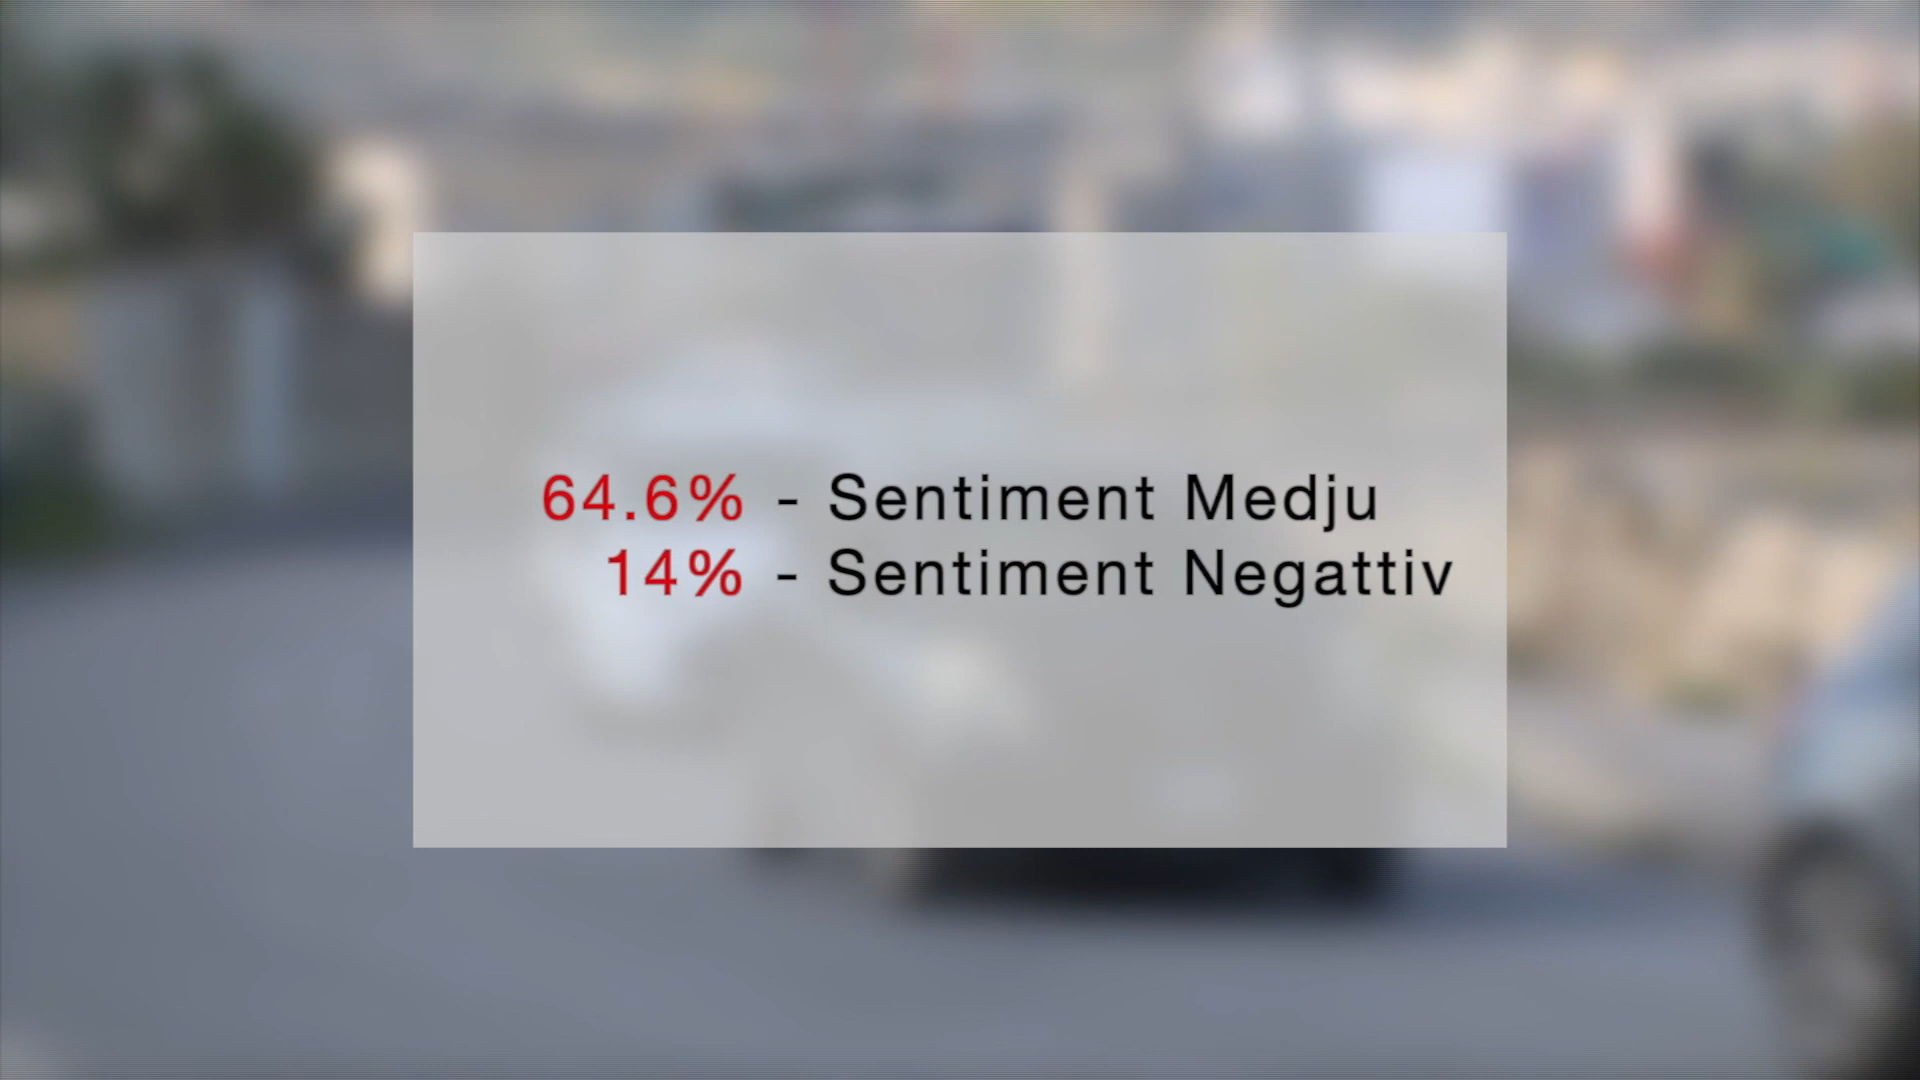 64.6% - Sentiment Medju
14% - Sentiment Negattiv